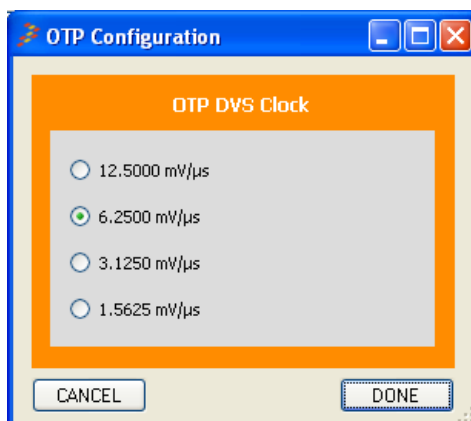 OTP Configuration
OTP DVS Clock
12.5000 mV/µs
6.2500 mV/µs
3.1250 mV/µs
1.5625 mV/µs
CANCEL DONE